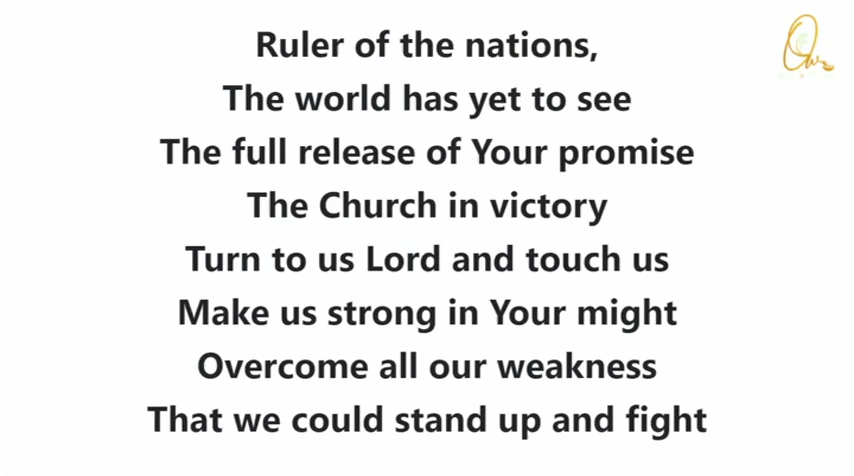 Ruler of the nations,
The world has yet to see
The full release of Your promise
The Church in victory
Turn to us Lord and touch us
Make us strong in Your might
Overcome all our weakness
That we could stand up and fight